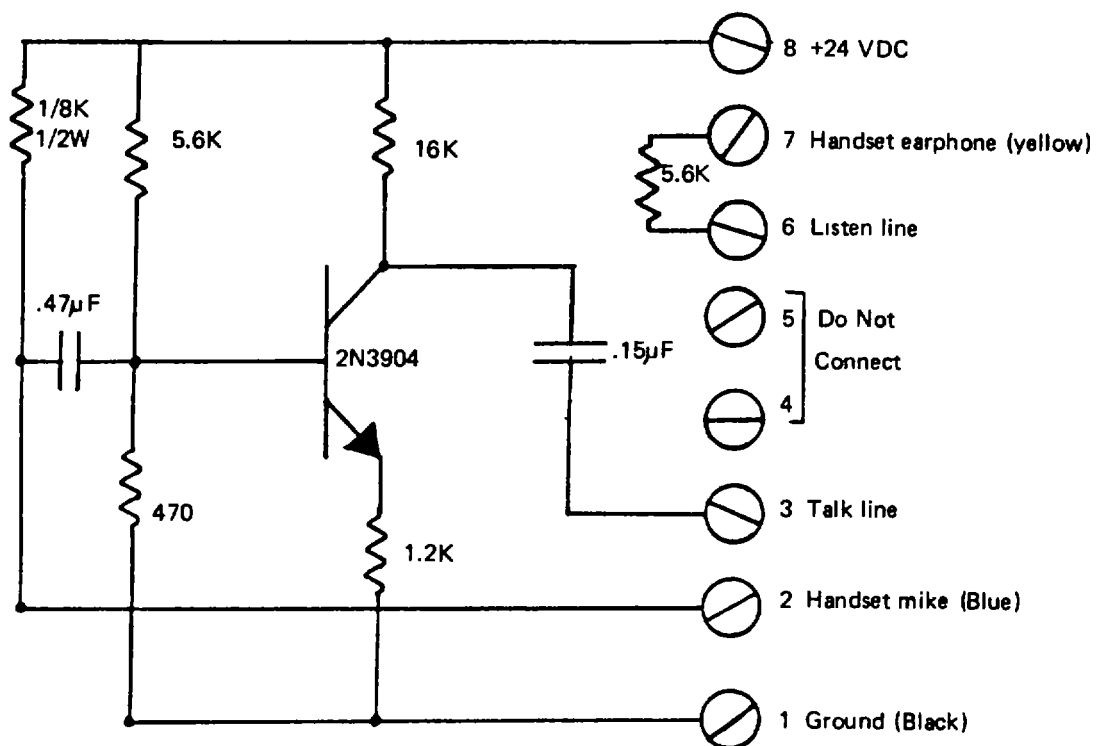 8 +24 VDC
1/8K
1/2W
5.6K
16K
7 Handset earphone (yellow)
5.6K
6 Listen line
.47µF
5 Do Not
Connect
4
2N3904
.15µF
3 Talk line
470
1.2K
2 Handset mike (Blue)
1 Ground (Black)